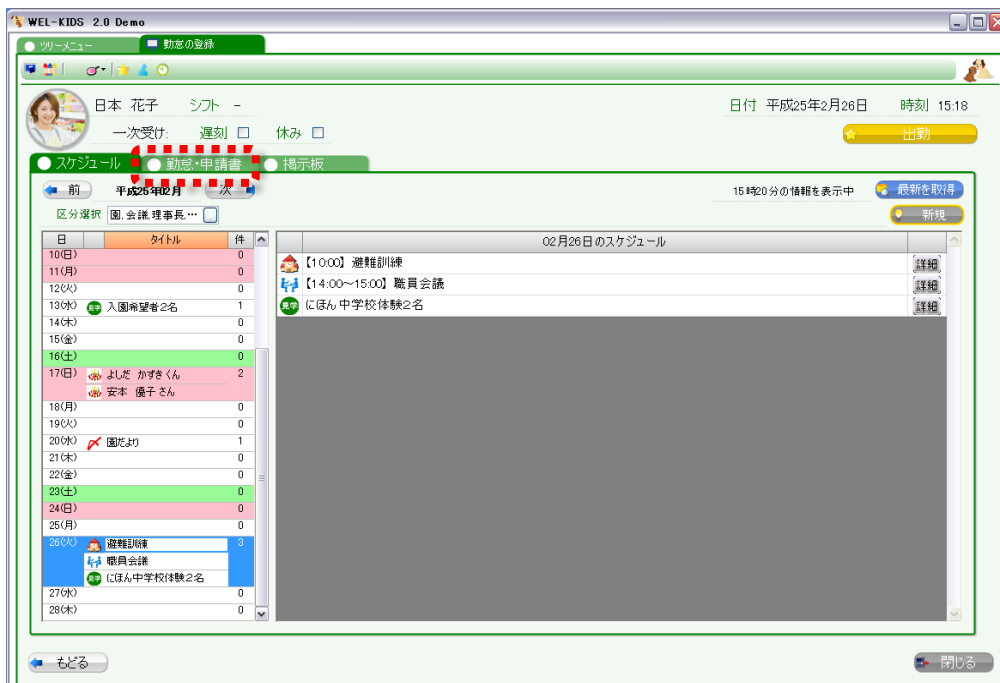 WEL-KIDS 2.0 Demo
ツリーメニュー 勤怠の登録
日本 花子 シフト － 日付 平成25年2月26日 時刻 15:18
一次受け: 遅刻 休み 出勤
スケジュール 勤怠・申請書 掲示板
前 平成25年02月 次 15時20分の情報を表示中 最新を取得
区分選択 園,会議,理事長,… 新規
日 タイトル 件 02月26日のスケジュール
10(日) 0
【10:00】避難訓練 詳細
11(月) 0
【14:00～15:00】職員会議 詳細
12(火) 0
13(水) 見学 入園希望者2名 1
見学 にほん中学校体験2名 詳細
14(木) 0
15(金) 0
16(土) 0
17(日) よしだ かずきくん 2
安本 優子さん
18(月) 0
19(火) 0
20(水) 園だより 1
21(木) 0
22(金) 0
23(土) 0
24(日) 0
25(月) 0
26(火) 避難訓練 3
職員会議
見学 にほん中学校体験2名
27(水) 0
28(木) 0
もどる 閉じる